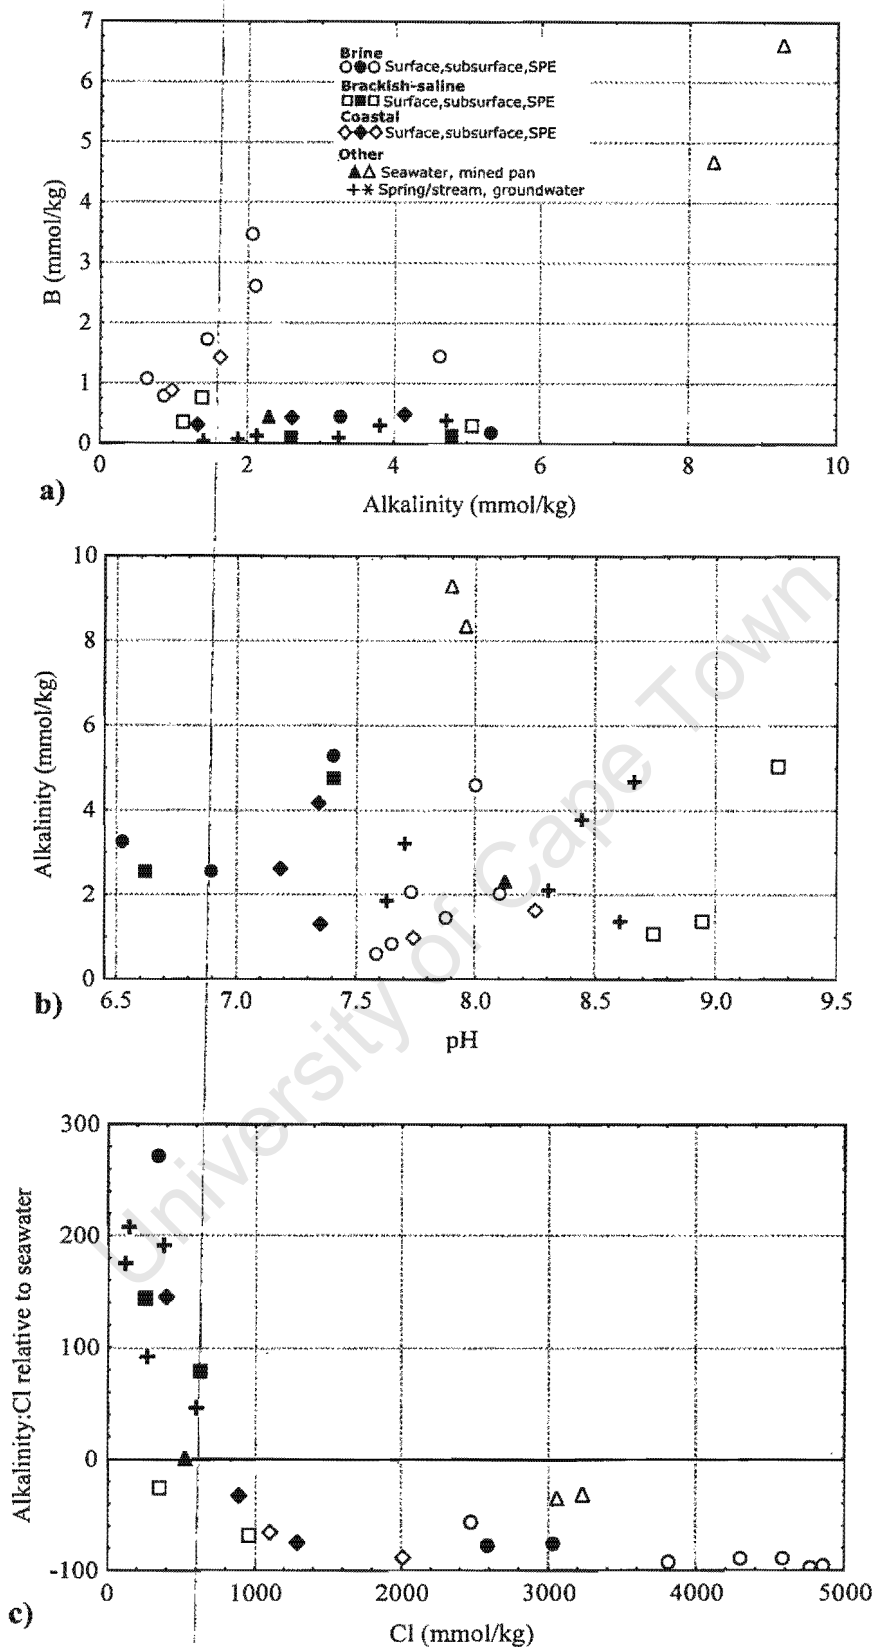 7
6
5
4
3
2
1
0
B (mmol/kg)
Brine
Surface,subsurface,SPE
Brackish-saline
Surface,subsurface,SPE
Coastal
Surface,subsurface,SPE
Other
Seawater, mined pan
Spring/stream, groundwater
0 2 4 6 8 10
a)
Alkalinity (mmol/kg)
10
8
6
4
2
0
Alkalinity (mmol/kg)
6.5 7.0 7.5 8.0 8.5 9.0 9.5
b)
pH
300
200
100
0
-100
Alkalinity:Cl relative to seawater
0 1000 2000 3000 4000 5000
c)
Cl (mmol/kg)
University of Cape Town